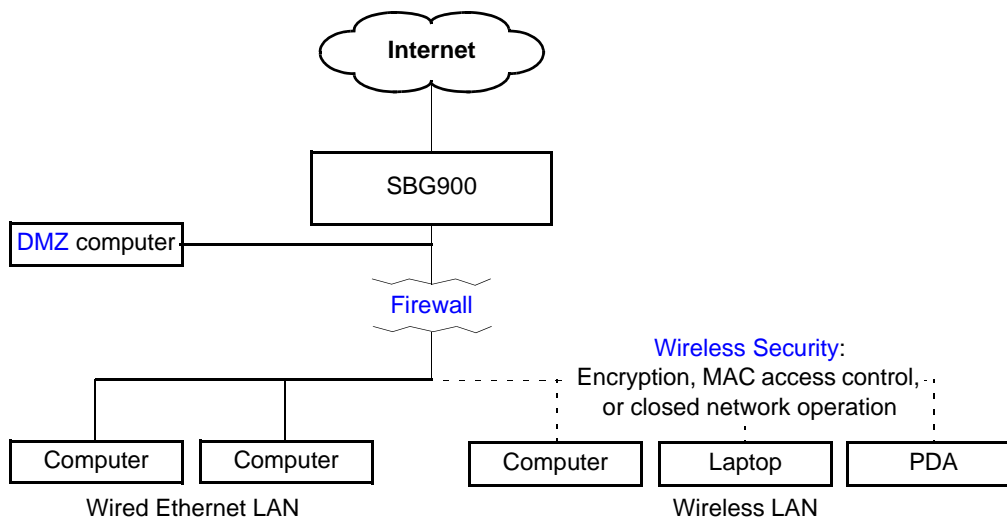 Internet
SBG900
DMZ computer
Firewall
Wireless Security:
Encryption, MAC access control,
or closed network operation
Computer
Computer
Computer
Laptop
PDA
Wired Ethernet LAN
Wireless LAN